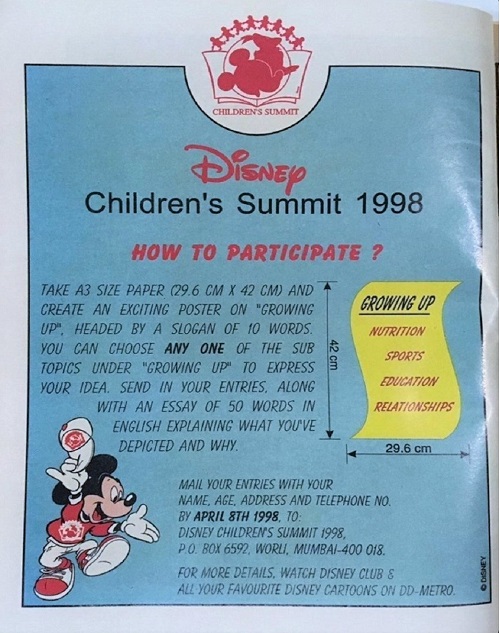 CHILDREN'S SUMMIT
DISNEY
Children's Summit 1998
HOW TO PARTICIPATE ?
TAKE A3 SIZE PAPER (29.6 CM X 42 CM) AND
CREATE AN EXCITING POSTER ON "GROWING
UP", HEADED BY A SLOGAN OF 10 WORDS.
YOU CAN CHOOSE ANY ONE OF THE SUB
TOPICS UNDER "GROWING UP" TO EXPRESS
YOUR IDEA. SEND IN YOUR ENTRIES, ALONG
WITH AN ESSAY OF 50 WORDS IN
ENGLISH EXPLAINING WHAT YOU'VE
DEPICTED AND WHY.
42 cm
GROWING UP
NUTRITION
SPORTS
EDUCATION
RELATIONSHIPS
29.6 cm
MAIL YOUR ENTRIES WITH YOUR
NAME, AGE, ADDRESS AND TELEPHONE NO.
BY APRIL 8TH 1998, TO:
DISNEY CHILDREN'S SUMMIT 1998,
P.O. BOX 6592, WORLI, MUMBAI-400 018.
FOR MORE DETAILS, WATCH DISNEY CLUB &
ALL YOUR FAVOURITE DISNEY CARTOONS ON DD-METRO.
© DISNEY